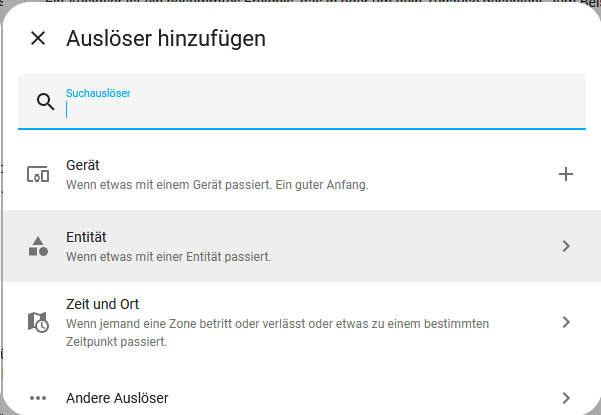 Auslöser hinzufügen
Suchauslöser
Gerät
Wenn etwas mit einem Gerät passiert. Ein guter Anfang.
Entität
Wenn etwas mit einer Entität passiert.
Zeit und Ort
Wenn jemand eine Zone betritt oder verlässt oder etwas zu einem bestimmten
Zeitpunkt passiert.
Andere Auslöser